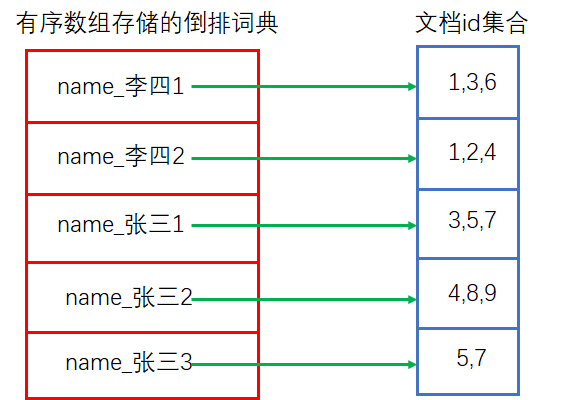 有序数组存储的倒排词典 文档id集合
name_李四1 1,3,6
name_李四2 1,2,4
name_张三1 3,5,7
name_张三2 4,8,9
name_张三3 5,7